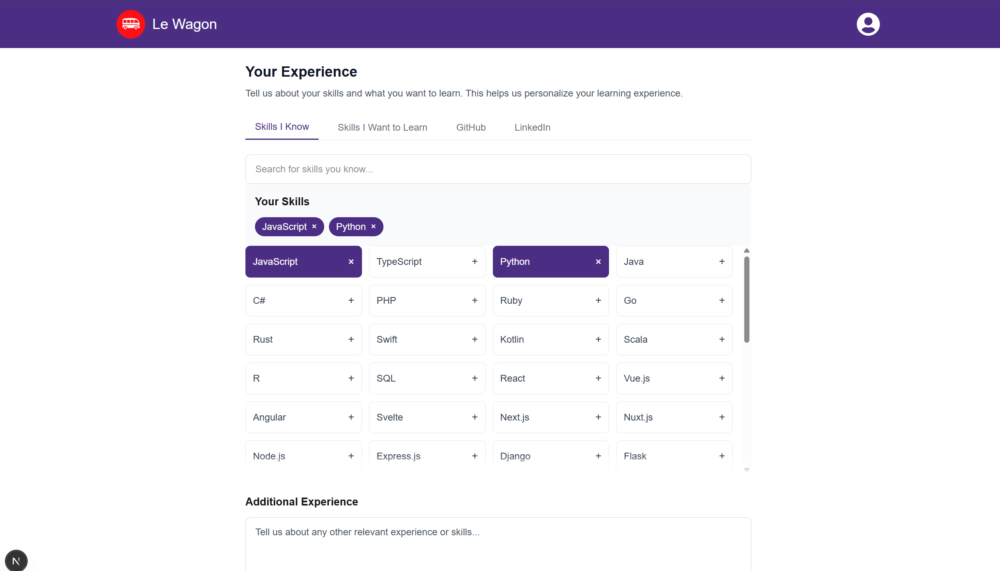 Le Wagon
Your Experience
Tell us about your skills and what you want to learn. This helps us personalize your learning experience.
Skills I Know
Skills I Want to Learn
GitHub
LinkedIn
Search for skills you know...
Your Skills
JavaScript ×
Python ×
JavaScript ×
TypeScript +
Python ×
Java +
C# +
PHP +
Ruby +
Go +
Rust +
Swift +
Kotlin +
Scala +
R +
SQL +
React +
Vue.js +
Angular +
Svelte +
Next.js +
Nuxt.js +
Node.js +
Express.js +
Django +
Flask +
Additional Experience
Tell us about any other relevant experience or skills...
N